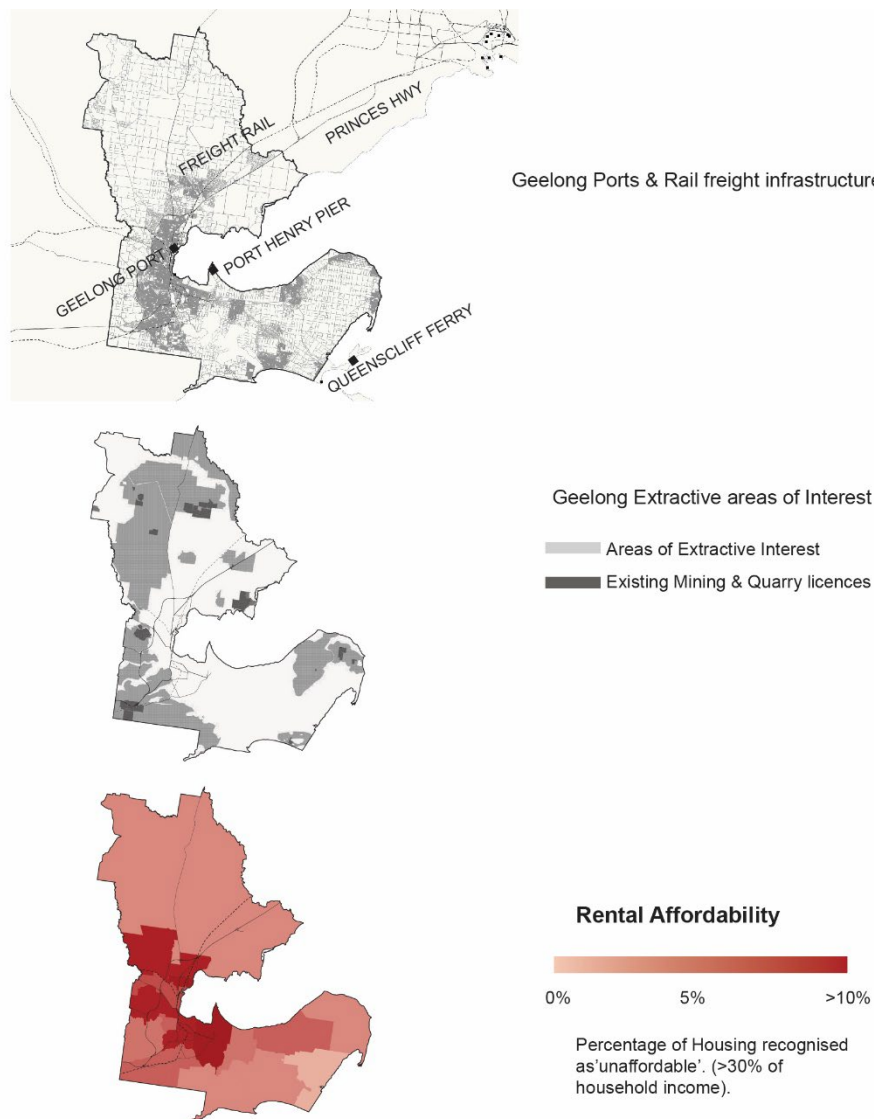 FREIGHT RAIL
PRINCES HWY
Geelong Ports & Rail freight infrastructure
GEELONG PORT
PORT HENRY PIER
QUEENSCLIFF FERRY
Geelong Extractive areas of Interest
Areas of Extractive Interest
Existing Mining & Quarry licences
Rental Affordability
0%
5%
>10%
Percentage of Housing recognised
as'unaffordable'. (>30% of
household income).